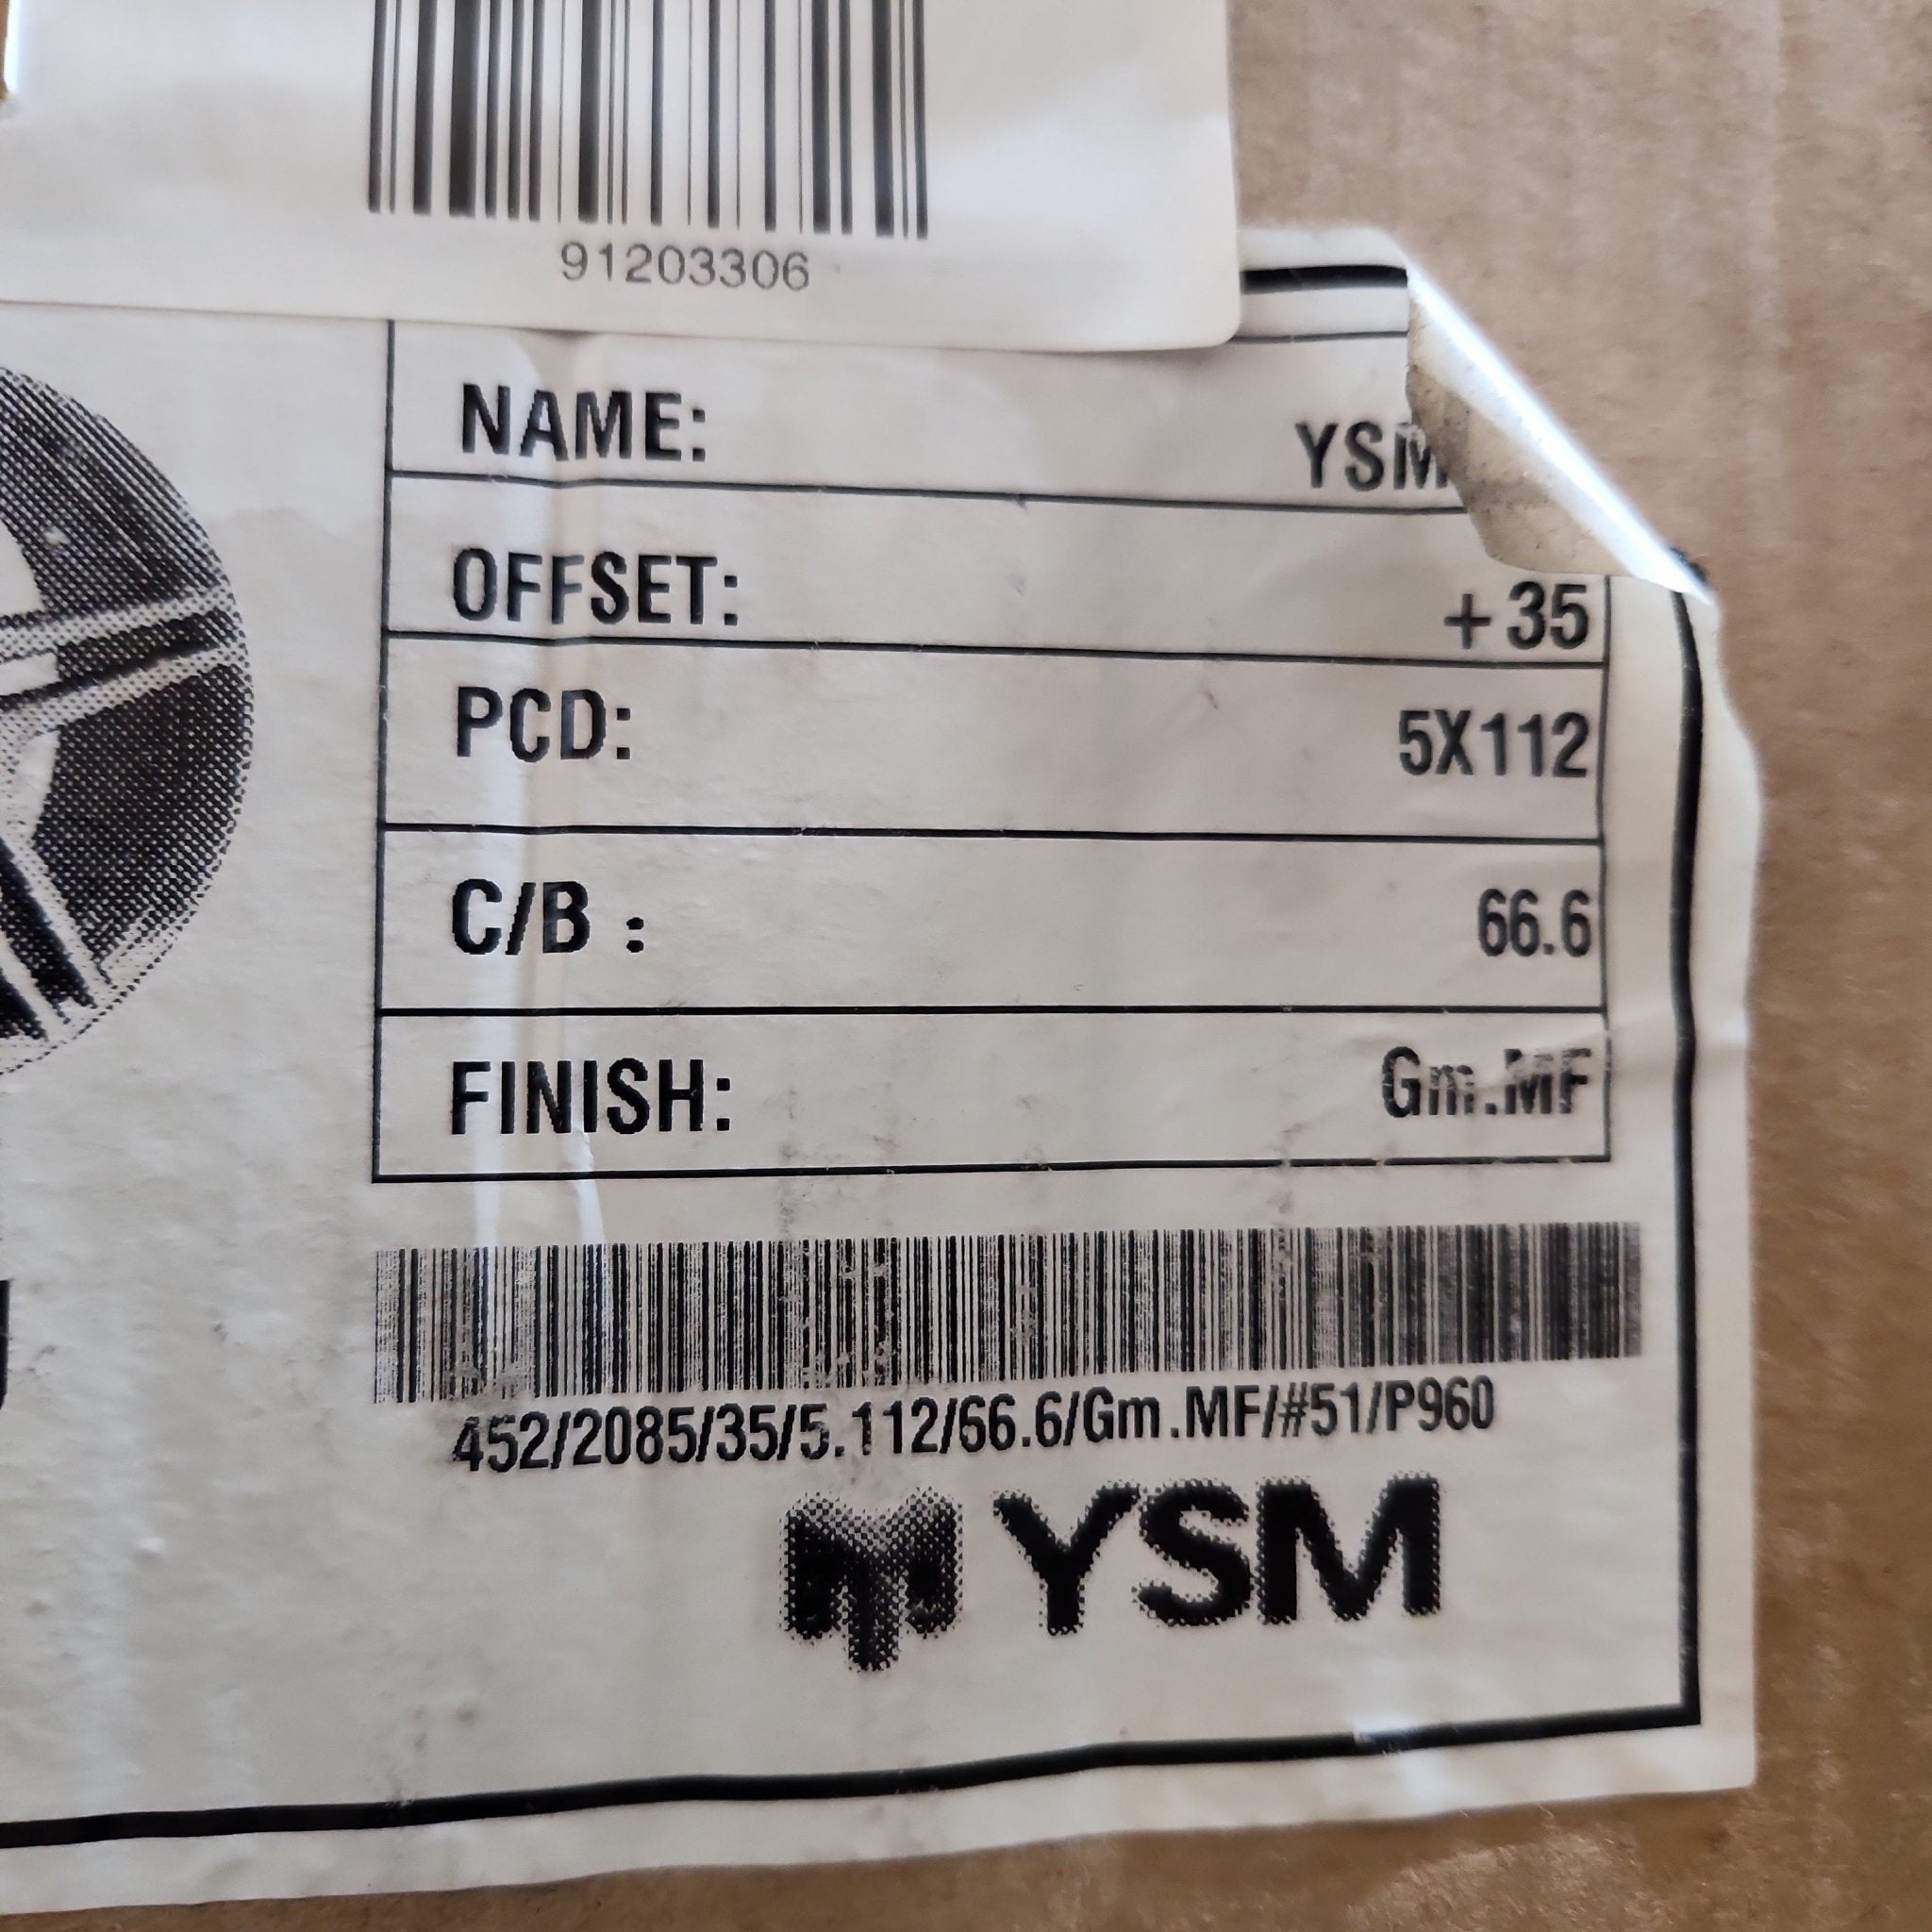 91203306
NAME: YSM
OFFSET: +35
PCD: 5X112
C/B : 66.6
FINISH: Gm.MF
452/2085/35/5.112/66.6/Gm.MF/#51/P960
YSM